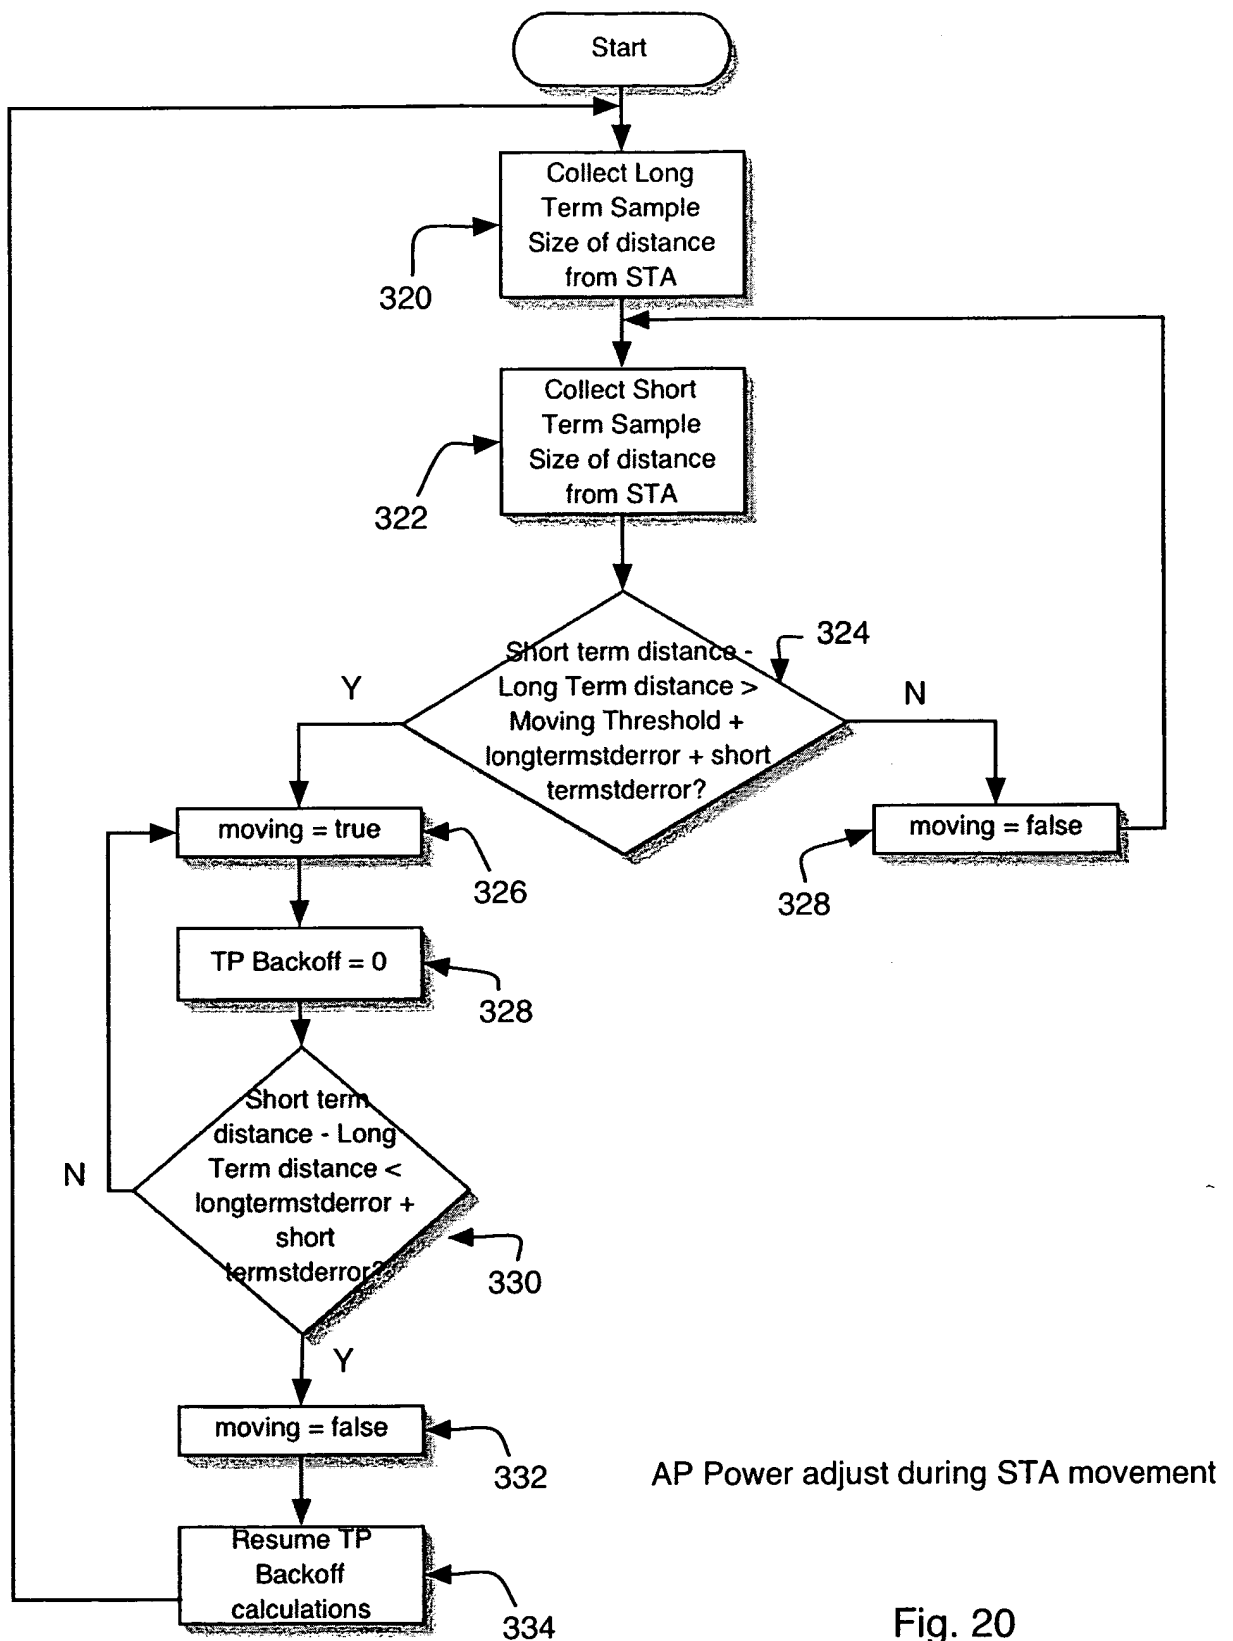 Start
Collect Long
Term Sample
Size of distance
from STA
320
Collect Short
Term Sample
Size of distance
from STA
322
324
Short term distance -
Long Term distance >
Moving Threshold +
longtermstderror + short
termstderror?
Y
N
moving = true
326
moving = false
328
TP Backoff = 0
328
Short term
distance - Long
Term distance <
longtermstderror +
short
termstderror?
N
330
Y
moving = false
332
AP Power adjust during STA movement
Resume TP
Backoff
calculations
334
Fig. 20